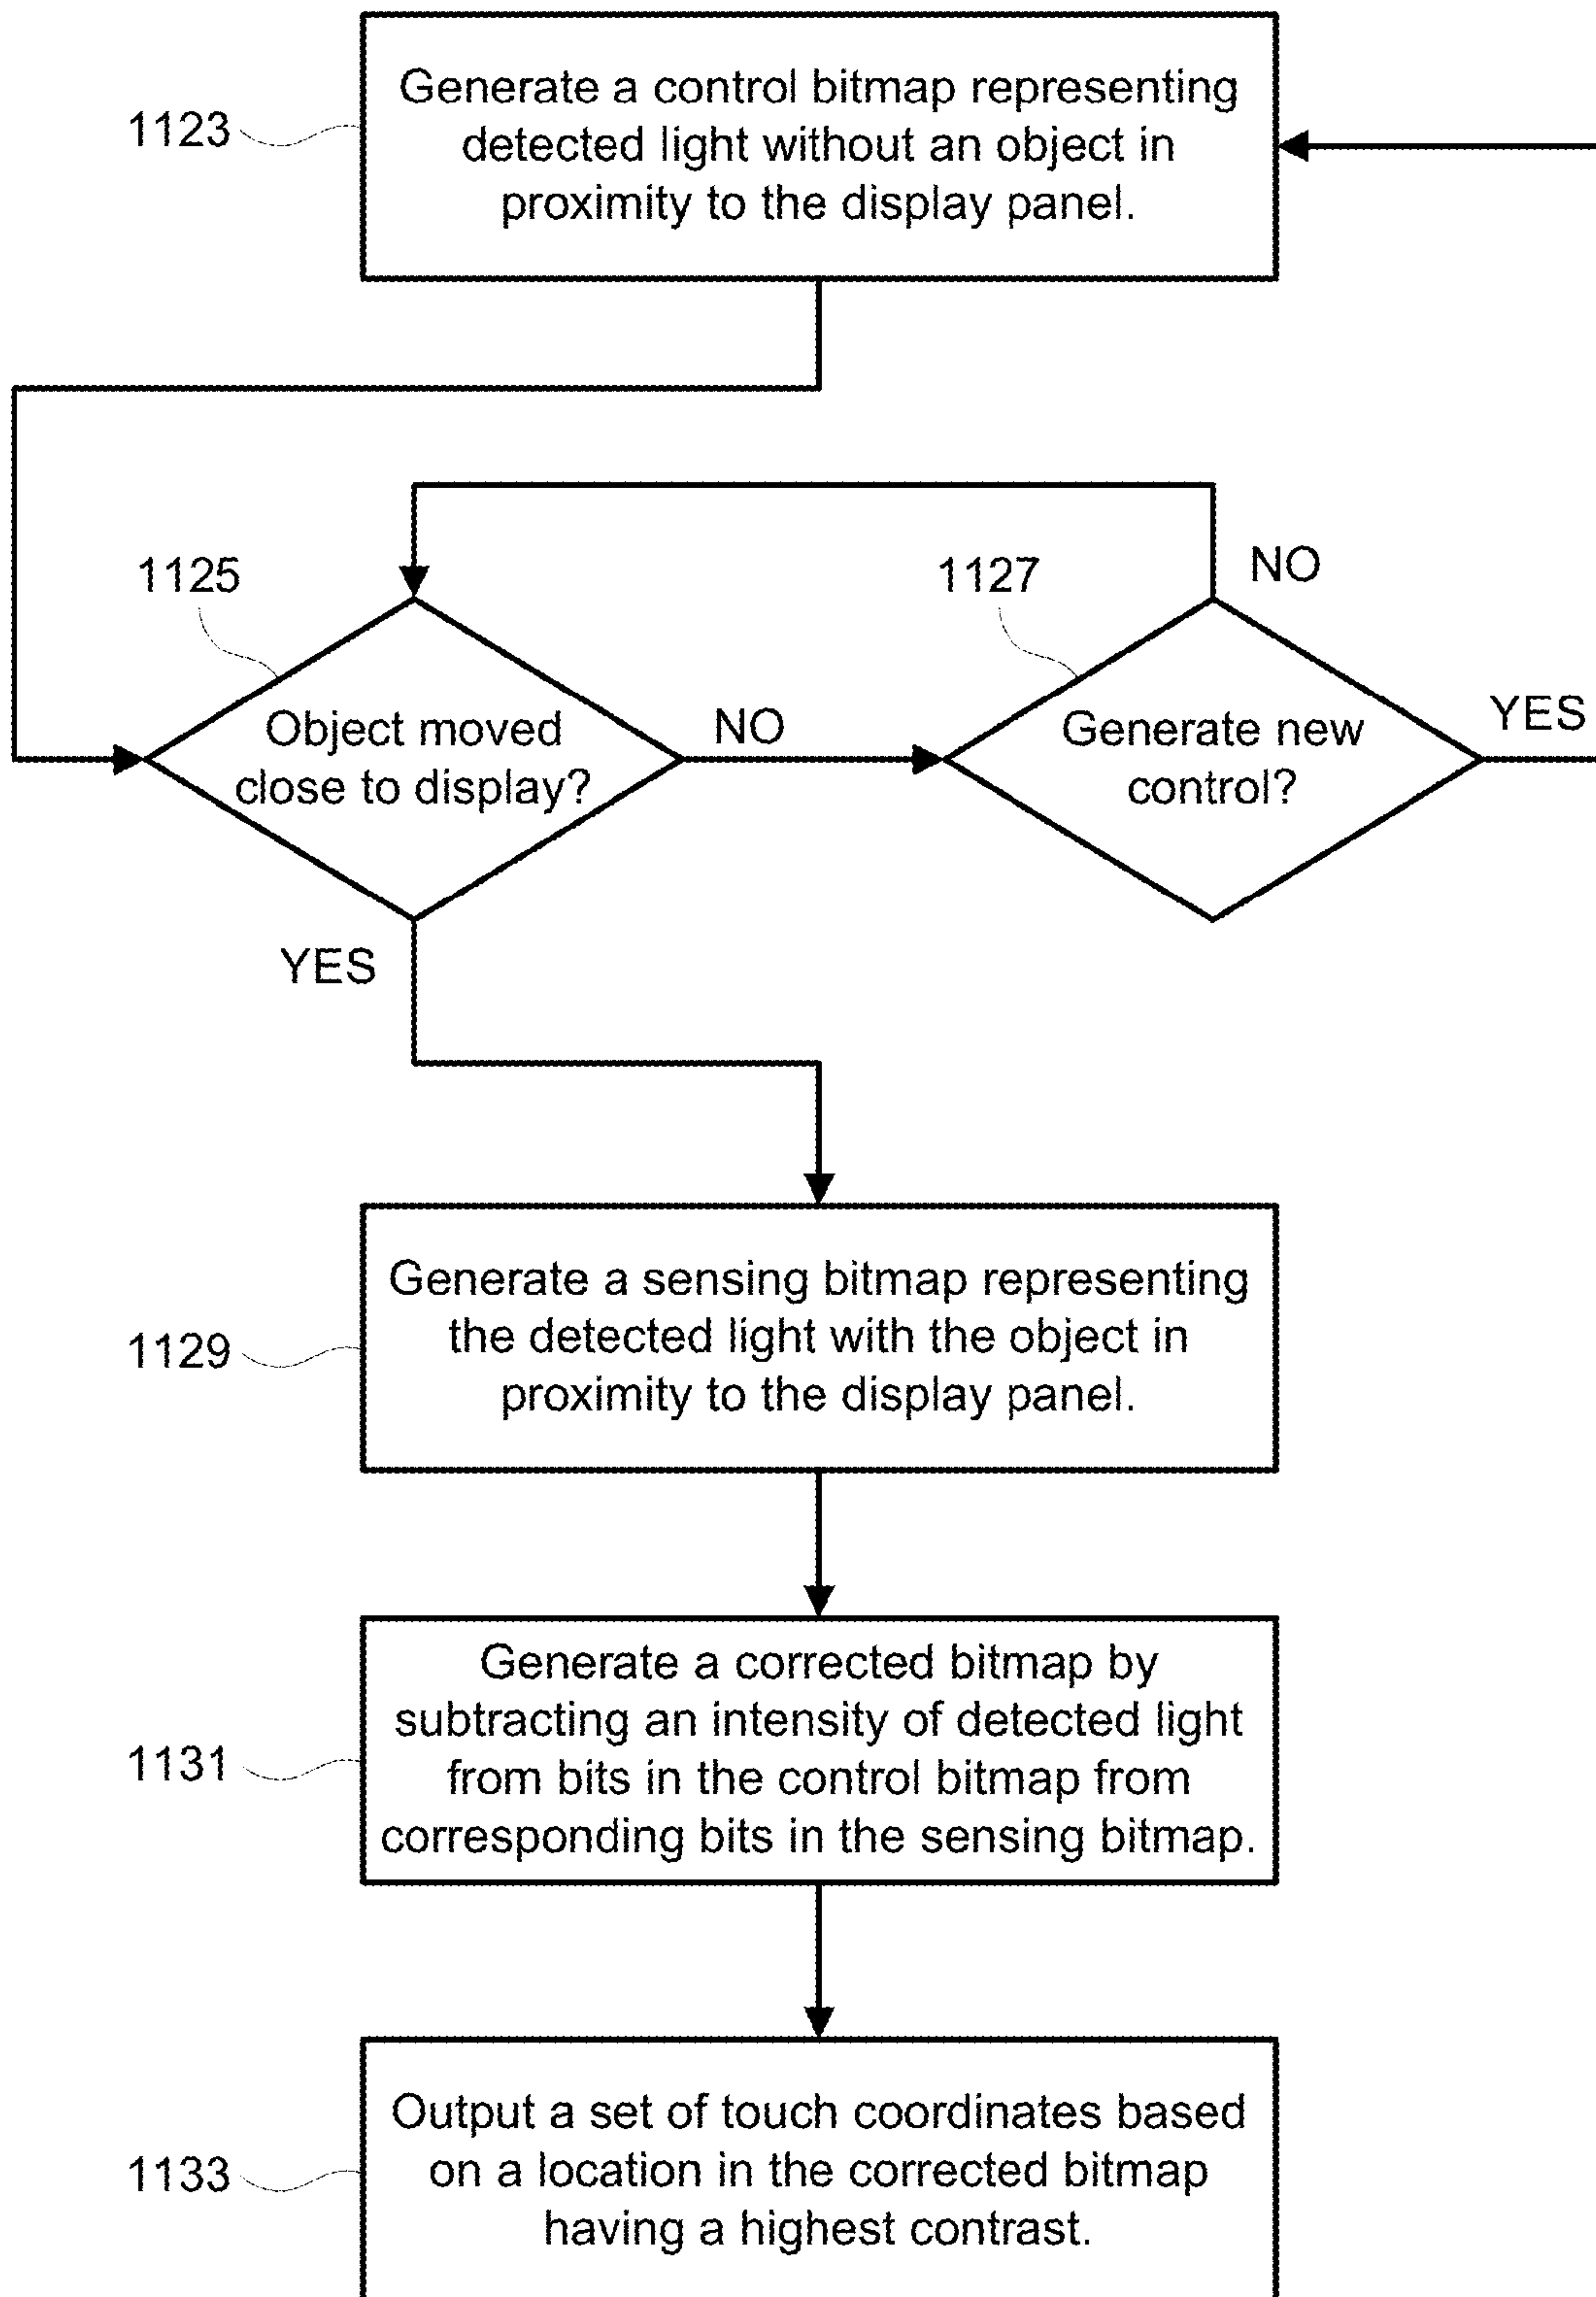 Generate a control bitmap representing
detected light without an object in
proximity to the display panel.
1123
1125
1127
NO
Object moved
close to display?
NO
Generate new
control?
YES
YES
Generate a sensing bitmap representing
the detected light with the object in
proximity to the display panel.
1129
Generate a corrected bitmap by
subtracting an intensity of detected light
from bits in the control bitmap from
corresponding bits in the sensing bitmap.
1131
Output a set of touch coordinates based
on a location in the corrected bitmap
having a highest contrast.
1133